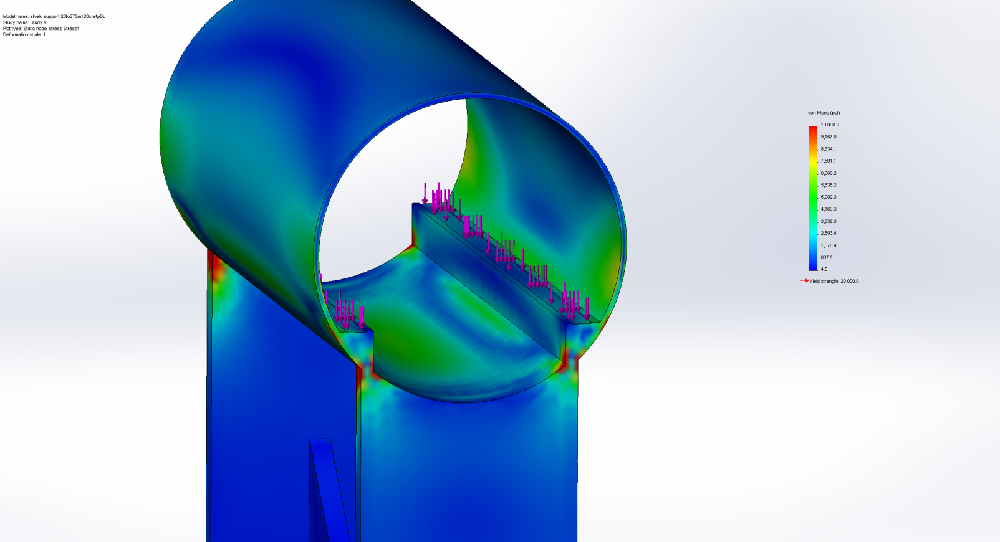 Model name: shield support 20to2T5m120cm4pDL
Study name: Study 1
Plot type: Static nodal stress Stress1
Deformation scale: 1
von Mises (psi)
10,000.0
9,167.0
8,334.1
7,501.1
6,668.2
5,835.2
5,002.3
4,169.3
3,336.3
2,503.4
1,670.4
837.5
4.5
Yield strength: 20,000.0